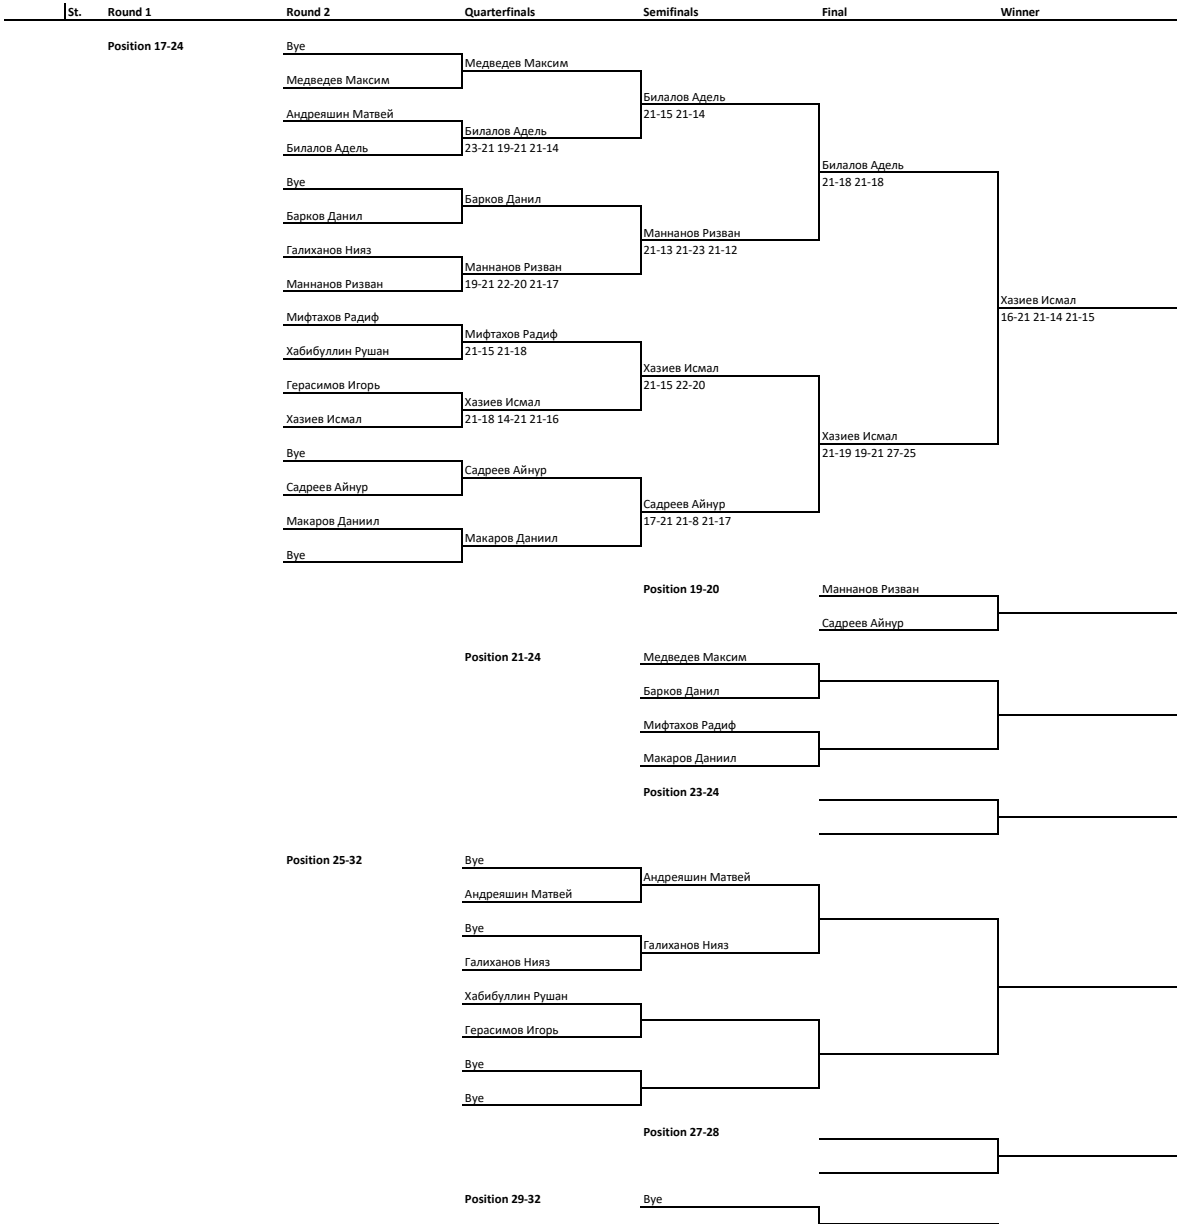 St. Round 1 Round 2 Quarterfinals Semifinals Final Winner
Position 17-24 Bye
Медведев Максим
Медведев Максим
Билалов Адель
Андреяшин Матвей 21-15 21-14
Билалов Адель
Билалов Адель 23-21 19-21 21-14
Билалов Адель
Bye 21-18 21-18
Барков Данил
Барков Данил
Маннанов Ризван
Галиханов Нияз 21-13 21-23 21-12
Маннанов Ризван
Маннанов Ризван 19-21 22-20 21-17
Хазиев Исмал
Мифтахов Радиф 16-21 21-14 21-15
Мифтахов Радиф
Хабибуллин Рушан 21-15 21-18
Хазиев Исмал
Герасимов Игорь 21-15 22-20
Хазиев Исмал
Хазиев Исмал 21-18 14-21 21-16
Хазиев Исмал
Bye 21-19 19-21 27-25
Садреев Айнур
Садреев Айнур
Садреев Айнур
Макаров Даниил 17-21 21-8 21-17
Макаров Даниил
Bye
Position 19-20 Маннанов Ризван
Садреев Айнур
Position 21-24 Медведев Максим
Барков Данил
Мифтахов Радиф
Макаров Даниил
Position 23-24
Position 25-32 Bye
Андреяшин Матвей
Андреяшин Матвей
Bye
Галиханов Нияз
Галиханов Нияз
Хабибуллин Рушан
Герасимов Игорь
Bye
Bye
Position 27-28
Position 29-32 Bye